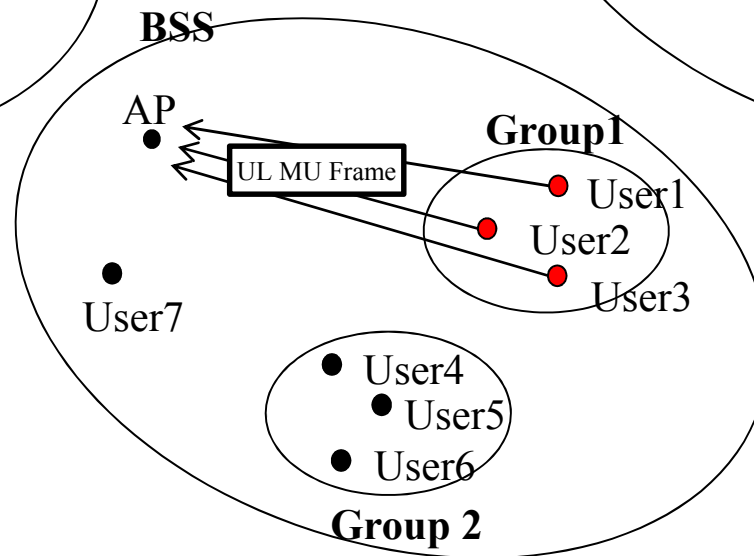 BSS
AP
Group1
UL MU Frame
User1
User2
User3
User7
User4
User5
User6
Group 2